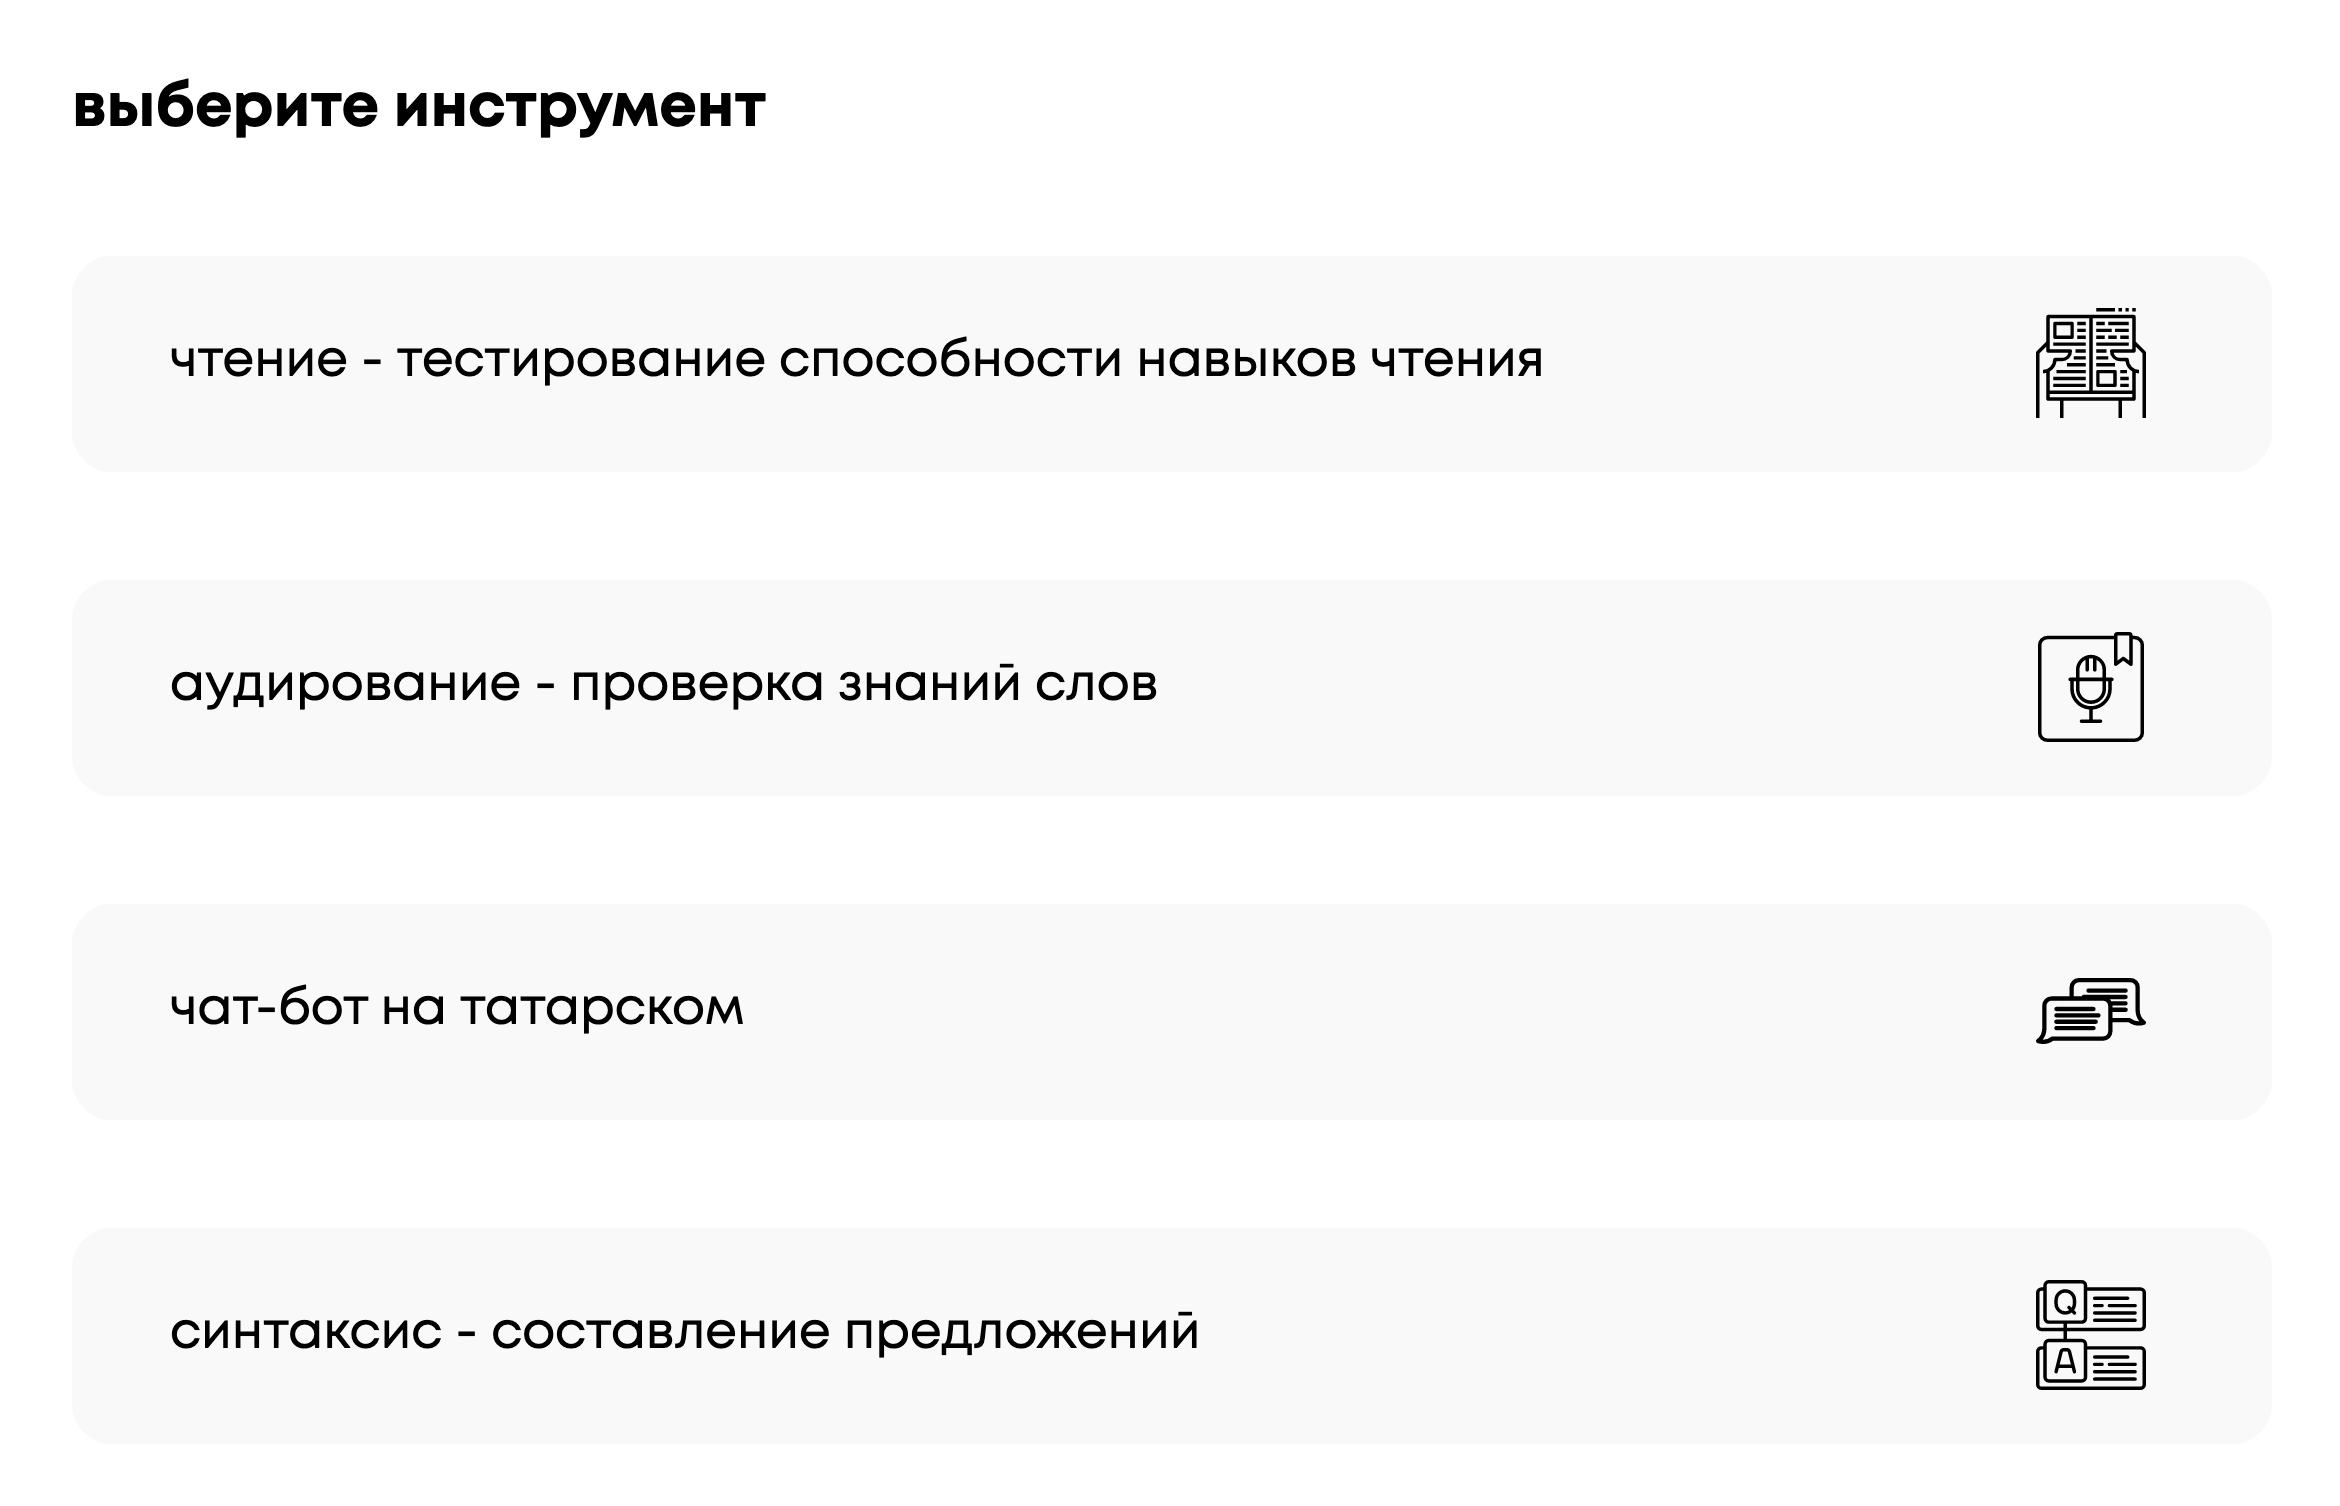 выберите инструмент
чтение - тестирование способности навыков чтения
аудирование - проверка знаний слов
чат-бот на татарском
синтаксис - составление предложений
Q
A